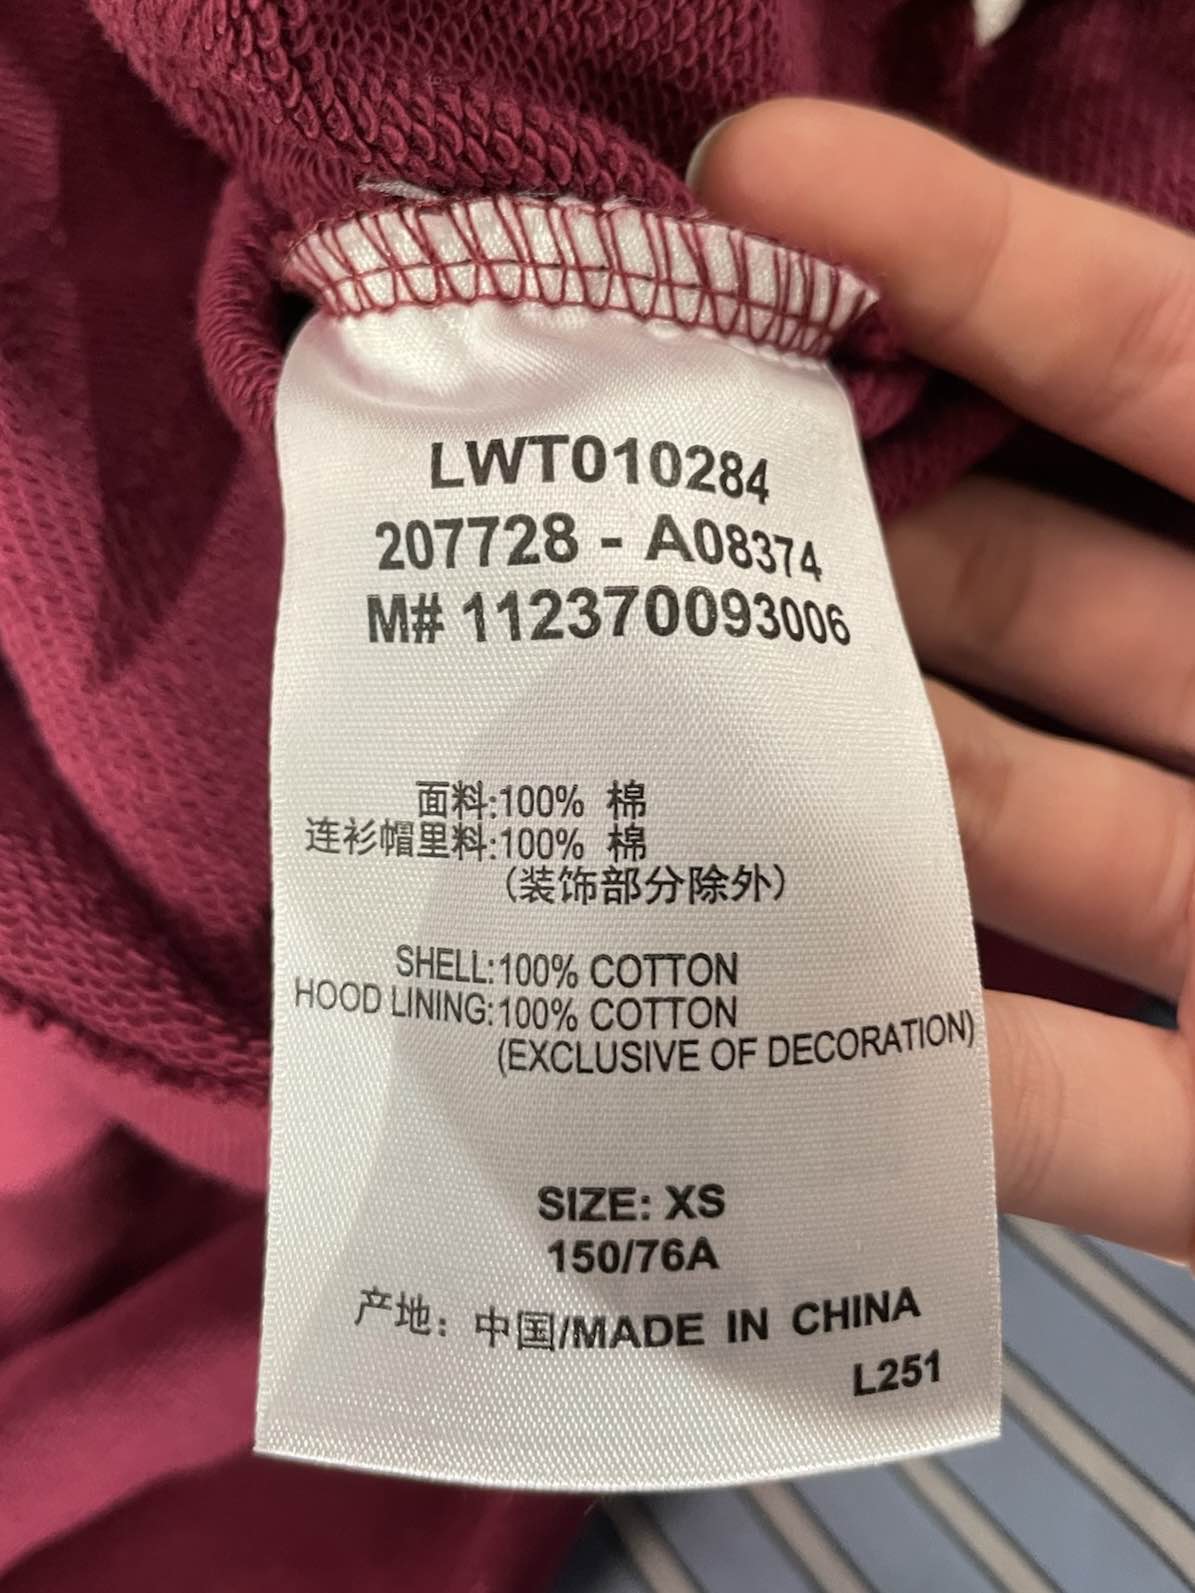 LWT010284
207728 - A08374
M# 112370093006
面料:100% 棉
连衫帽里料:100% 棉
(装饰部分除外)
SHELL:100% COTTON
HOOD LINING:100% COTTON
(EXCLUSIVE OF DECORATION)
SIZE: XS
150/76A
产地: 中国/MADE IN CHINA
L251